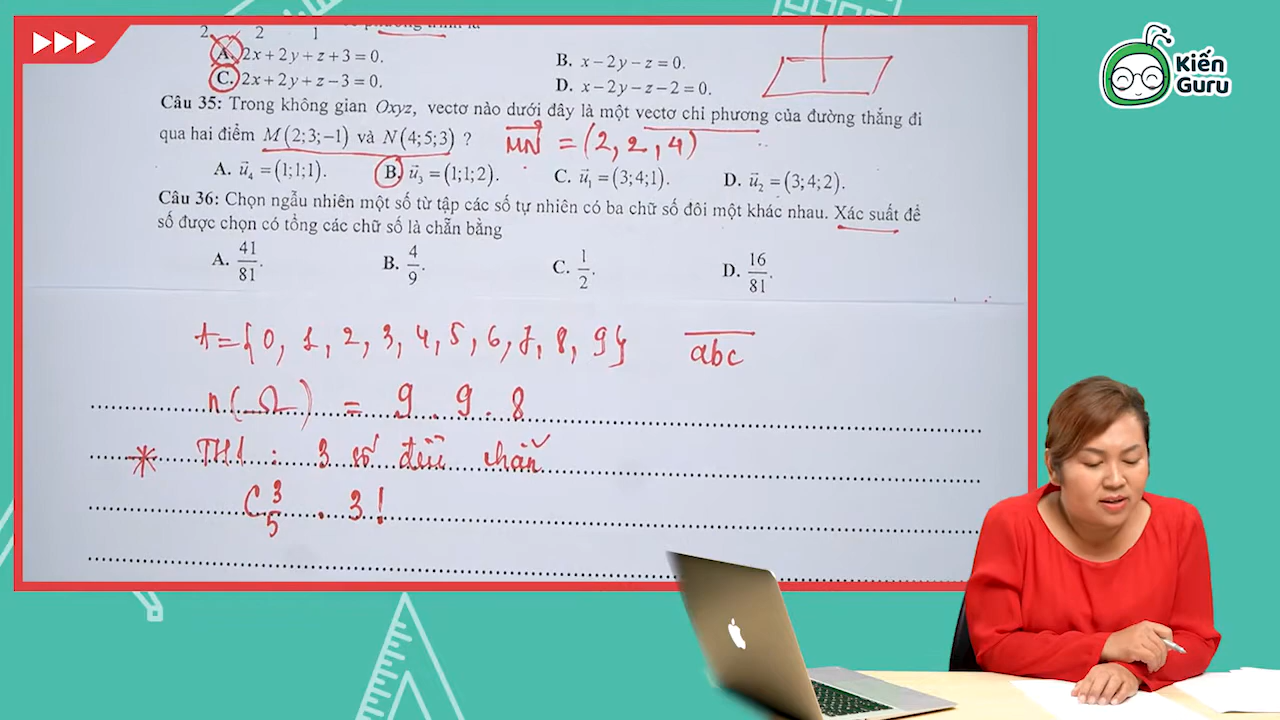 2 2 1
A. 2x+2y+z+3=0.
B. x−2y−z=0.
C. 2x+2y+z−3=0.
D. x−2y−z−2=0.
Câu 35: Trong không gian Oxyz, vectơ nào dưới đây là một vectơ chỉ phương của đường thẳng đi
qua hai điểm M(2;3;−1) và N(4;5;3) ? MN = (2, 2, 4)
A. u₄ = (1;1;1). B. u₃ = (1;1;2). C. u₁ = (3;4;1). D. u₂ = (3;4;2).
Câu 36: Chọn ngẫu nhiên một số từ tập các số tự nhiên có ba chữ số đôi một khác nhau. Xác suất để
số được chọn có tổng các chữ số là chẵn bằng
A. 41/81. B. 4/9. C. 1/2. D. 16/81.
A={0, 1, 2, 3, 4, 5, 6, 7, 8, 9} abc
n(Ω) = 9 . 9 . 8
* TH1 : 3 số đều chẵn
C₅³ . 3!
Kiến
Guru